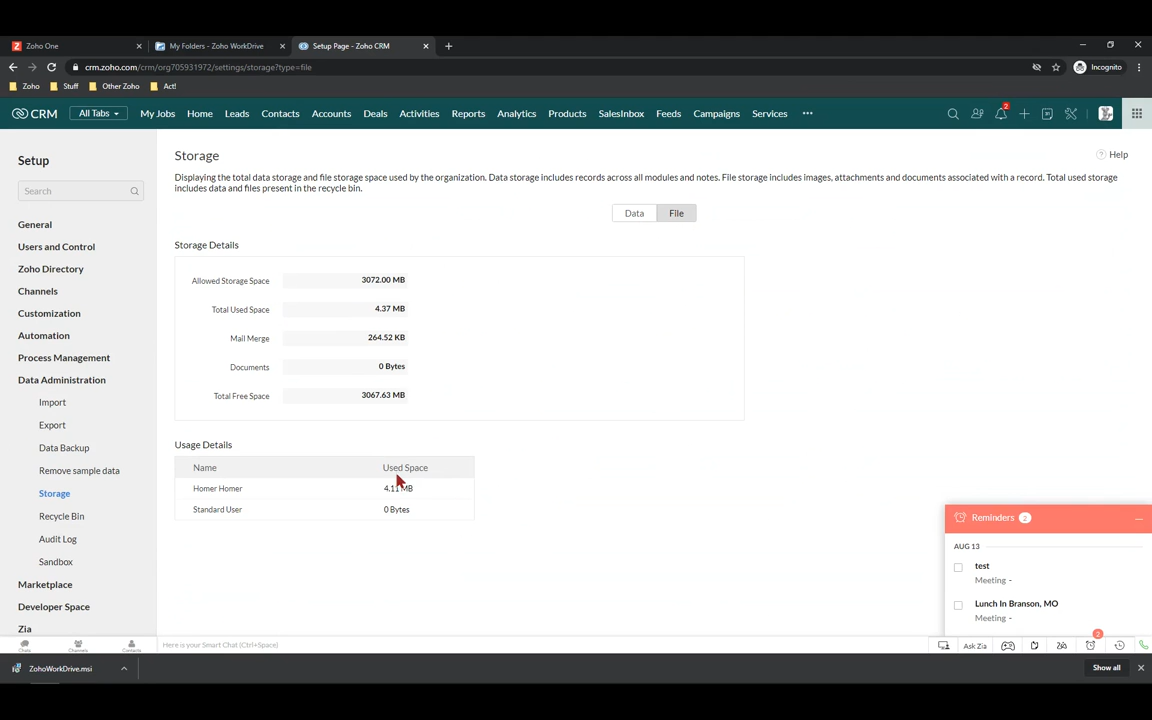 Zoho One
My Folders - Zoho WorkDrive
Setup Page - Zoho CRM
crm.zoho.com/crm/org705931972/settings/storage?type=file
Incognito
Zoho
Stuff
Other Zoho
Act!
CRM
All Tabs
My Jobs
Home
Leads
Contacts
Accounts
Deals
Activities
Reports
Analytics
Products
SalesInbox
Feeds
Campaigns
Services
2
Setup
Search
General
Users and Control
Zoho Directory
Channels
Customization
Automation
Process Management
Data Administration
Import
Export
Data Backup
Remove sample data
Storage
Recycle Bin
Audit Log
Sandbox
Marketplace
Developer Space
Zia
Storage
Help
Displaying the total data storage and file storage space used by the organization. Data storage includes records across all modules and notes. File storage includes images, attachments and documents associated with a record. Total used storage
includes data and files present in the recycle bin.
Data
File
Storage Details
Allowed Storage Space 3072.00 MB
Total Used Space 4.37 MB
Mail Merge 264.52 KB
Documents 0 Bytes
Total Free Space 3067.63 MB
Usage Details
Name Used Space
Homer Homer 4.11 MB
Standard User 0 Bytes
Reminders 2
AUG 13
test
Meeting -
Lunch In Branson, MO
Meeting -
Chats
Channels
Contacts
Here is your Smart Chat (Ctrl+Space)
Ask Zia
2
ZohoWorkDrive.msi
Show all